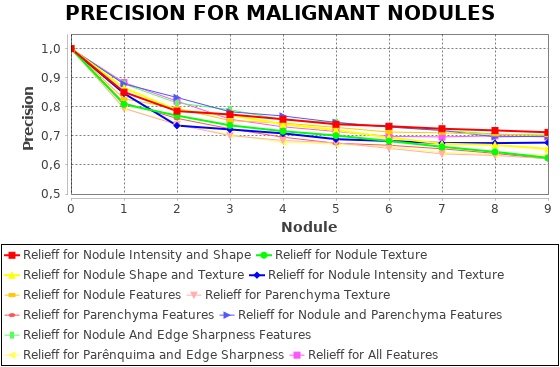 PRECISION FOR MALIGNANT NODULES
1,0
0,9
0,8
0,7
0,6
0,5
Precision
0 1 2 3 4 5 6 7 8 9
Nodule
Relieff for Nodule Intensity and Shape Relieff for Nodule Texture
Relieff for Nodule Shape and Texture Relieff for Nodule Intensity and Texture
Relieff for Nodule Features Relieff for Parenchyma Texture
Relieff for Parenchyma Features Relieff for Nodule and Parenchyma Features
Relieff for Nodule And Edge Sharpness Features
Relieff for Parênquima and Edge Sharpness Relieff for All Features